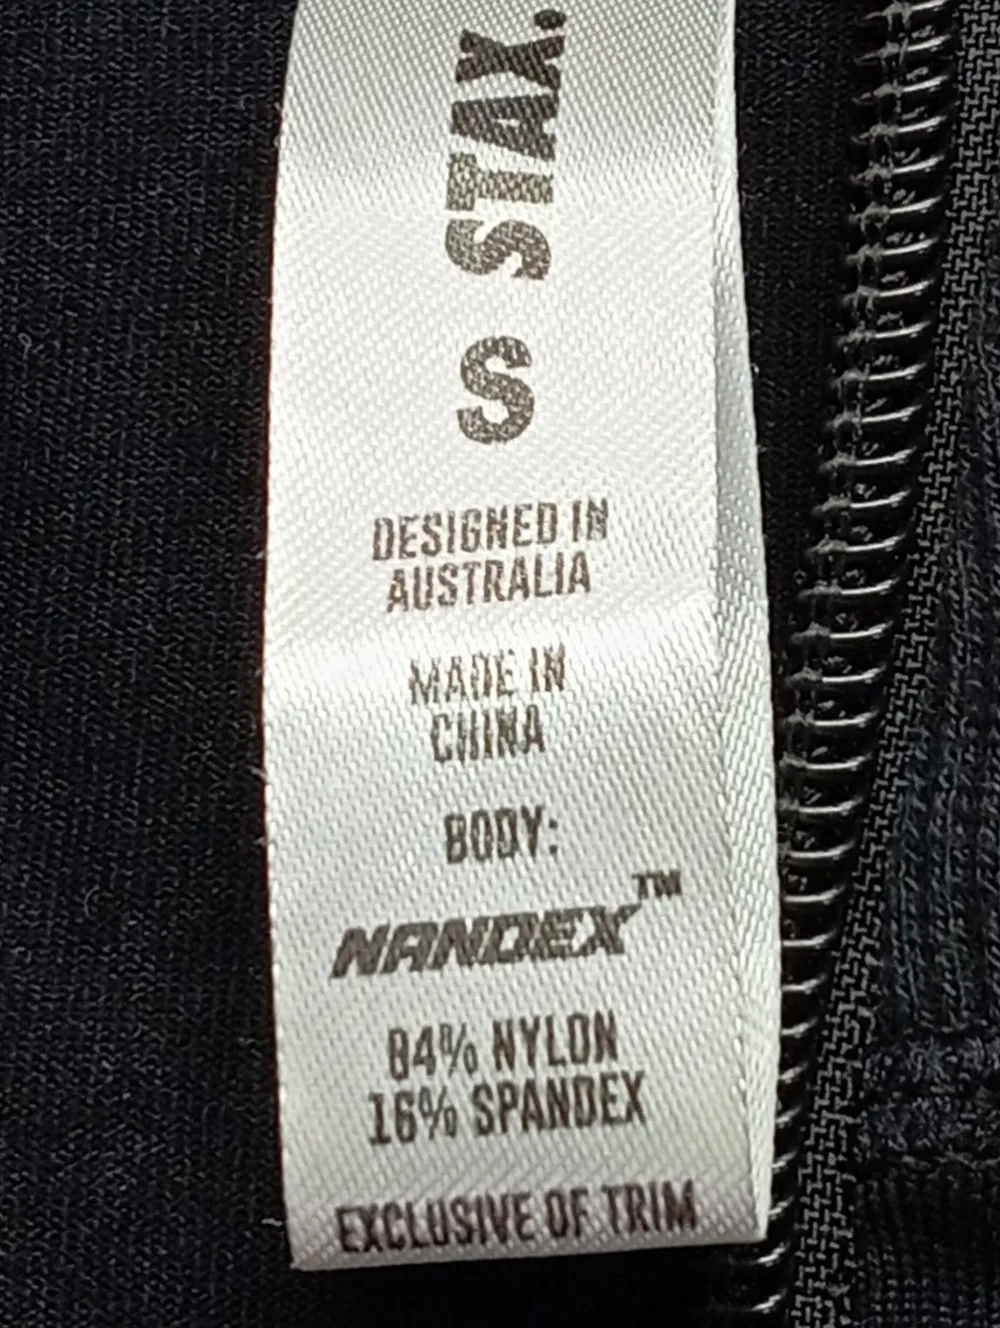 STAX.
S
DESIGNED IN
AUSTRALIA
MADE IN
CHINA
BODY:
NANDEX™
84% NYLON
16% SPANDEX
EXCLUSIVE OF TRIM